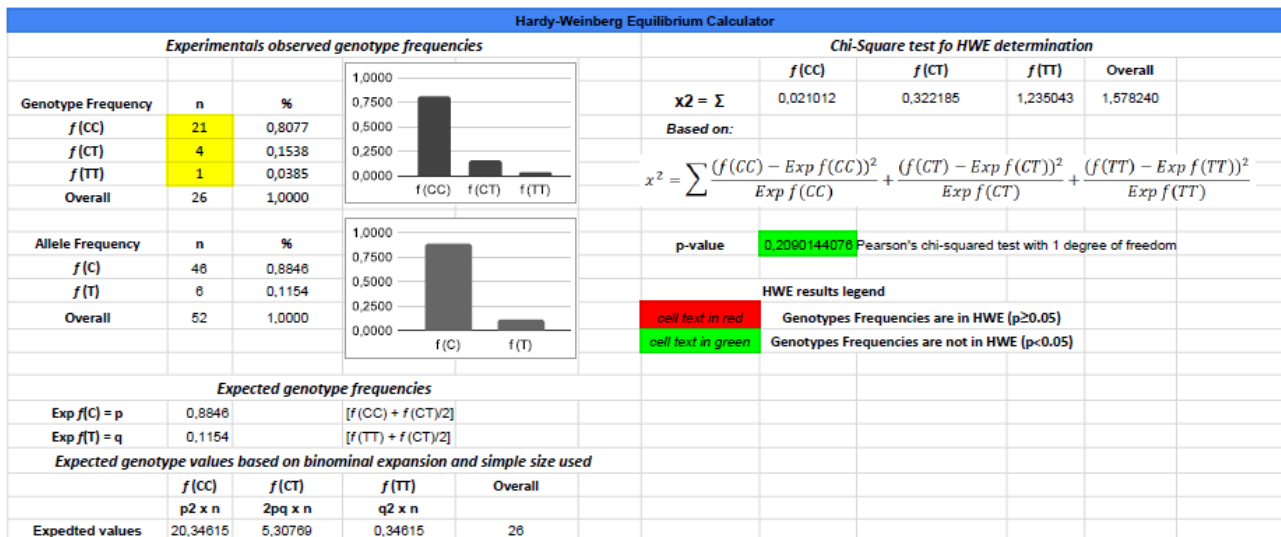 Hardy-Weinberg Equilibrium Calculator
Experimentals observed genotype frequencies
Genotype Frequency n %
f (CC) 21 0,8077
f (CT) 4 0,1538
f (TT) 1 0,0385
Overall 26 1,0000
1,0000
0,7500
0,5000
0,2500
0,0000
f (CC) f (CT) f (TT)
Allele Frequency n %
f (C) 46 0,8846
f (T) 6 0,1154
Overall 52 1,0000
1,0000
0,7500
0,5000
0,2500
0,0000
f (C) f (T)
Expected genotype frequencies
Exp f(C) = p 0,8846 [f (CC) + f (CT)/2]
Exp f(T) = q 0,1154 [f (TT) + f (CT)/2]
Expected genotype values based on binominal expansion and simple size used
f (CC) f (CT) f (TT) Overall
p2 x n 2pq x n q2 x n
Expedted values 20,34615 5,30769 0,34615 26
Chi-Square test fo HWE determination
f (CC) f (CT) f (TT) Overall
x2 = Σ 0,021012 0,322185 1,235043 1,578240
Based on:
x² = ∑ (f (CC) − Exp f (CC))² / Exp f (CC) + (f (CT) − Exp f (CT))² / Exp f (CT) + (f (TT) − Exp f (TT))² / Exp f (TT)
p-value 0,2090144076 Pearson's chi-squared test with 1 degree of freedom
HWE results legend
cell text in red Genotypes Frequencies are in HWE (p≥0.05)
cell text in green Genotypes Frequencies are not in HWE (p<0.05)